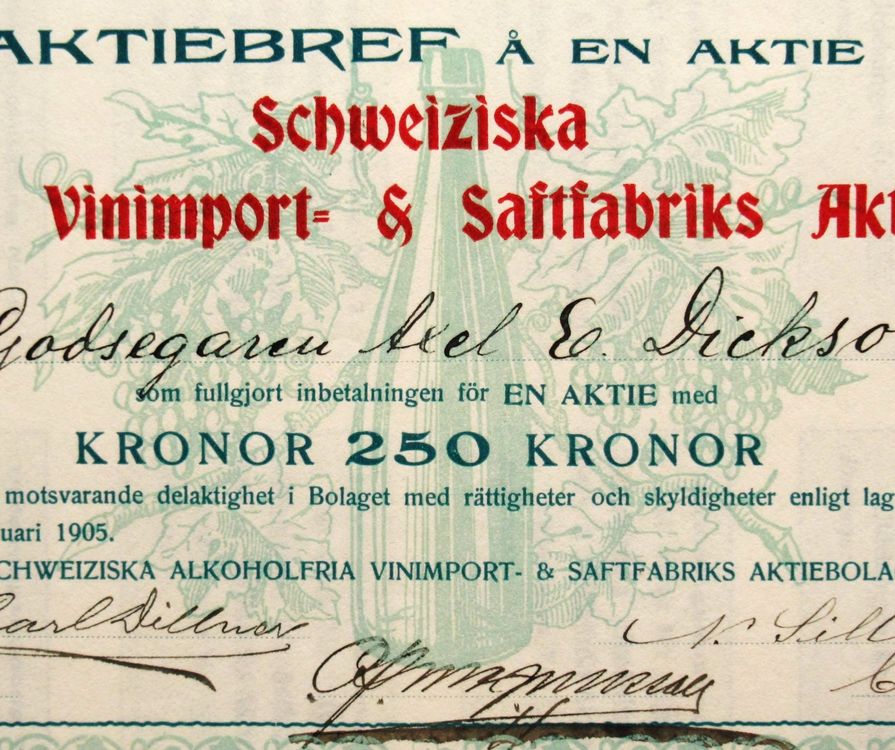 AKTIEBREF Å EN AKTIE
Schweiziska
Vinimport- & Saftfabriks Akt
Godsegaren Axel E. Dickso
som fullgjort inbetalningen för EN AKTIE med
KRONOR 250 KRONOR
motsvarande delaktighet i Bolaget med rättigheter och skyldigheter enligt lag
uari 1905.
CHWEIZISKA ALKOHOLFRIA VINIMPORT- & SAFTFABRIKS AKTIEBOLA
Carl Dillner N. Sill